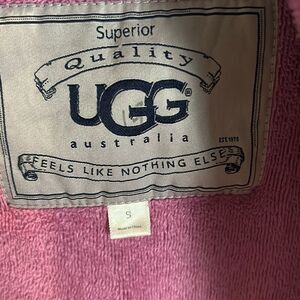 Superior
Quality
UGG®
australia
EST.1978
FEELS LIKE NOTHING ELSE
S